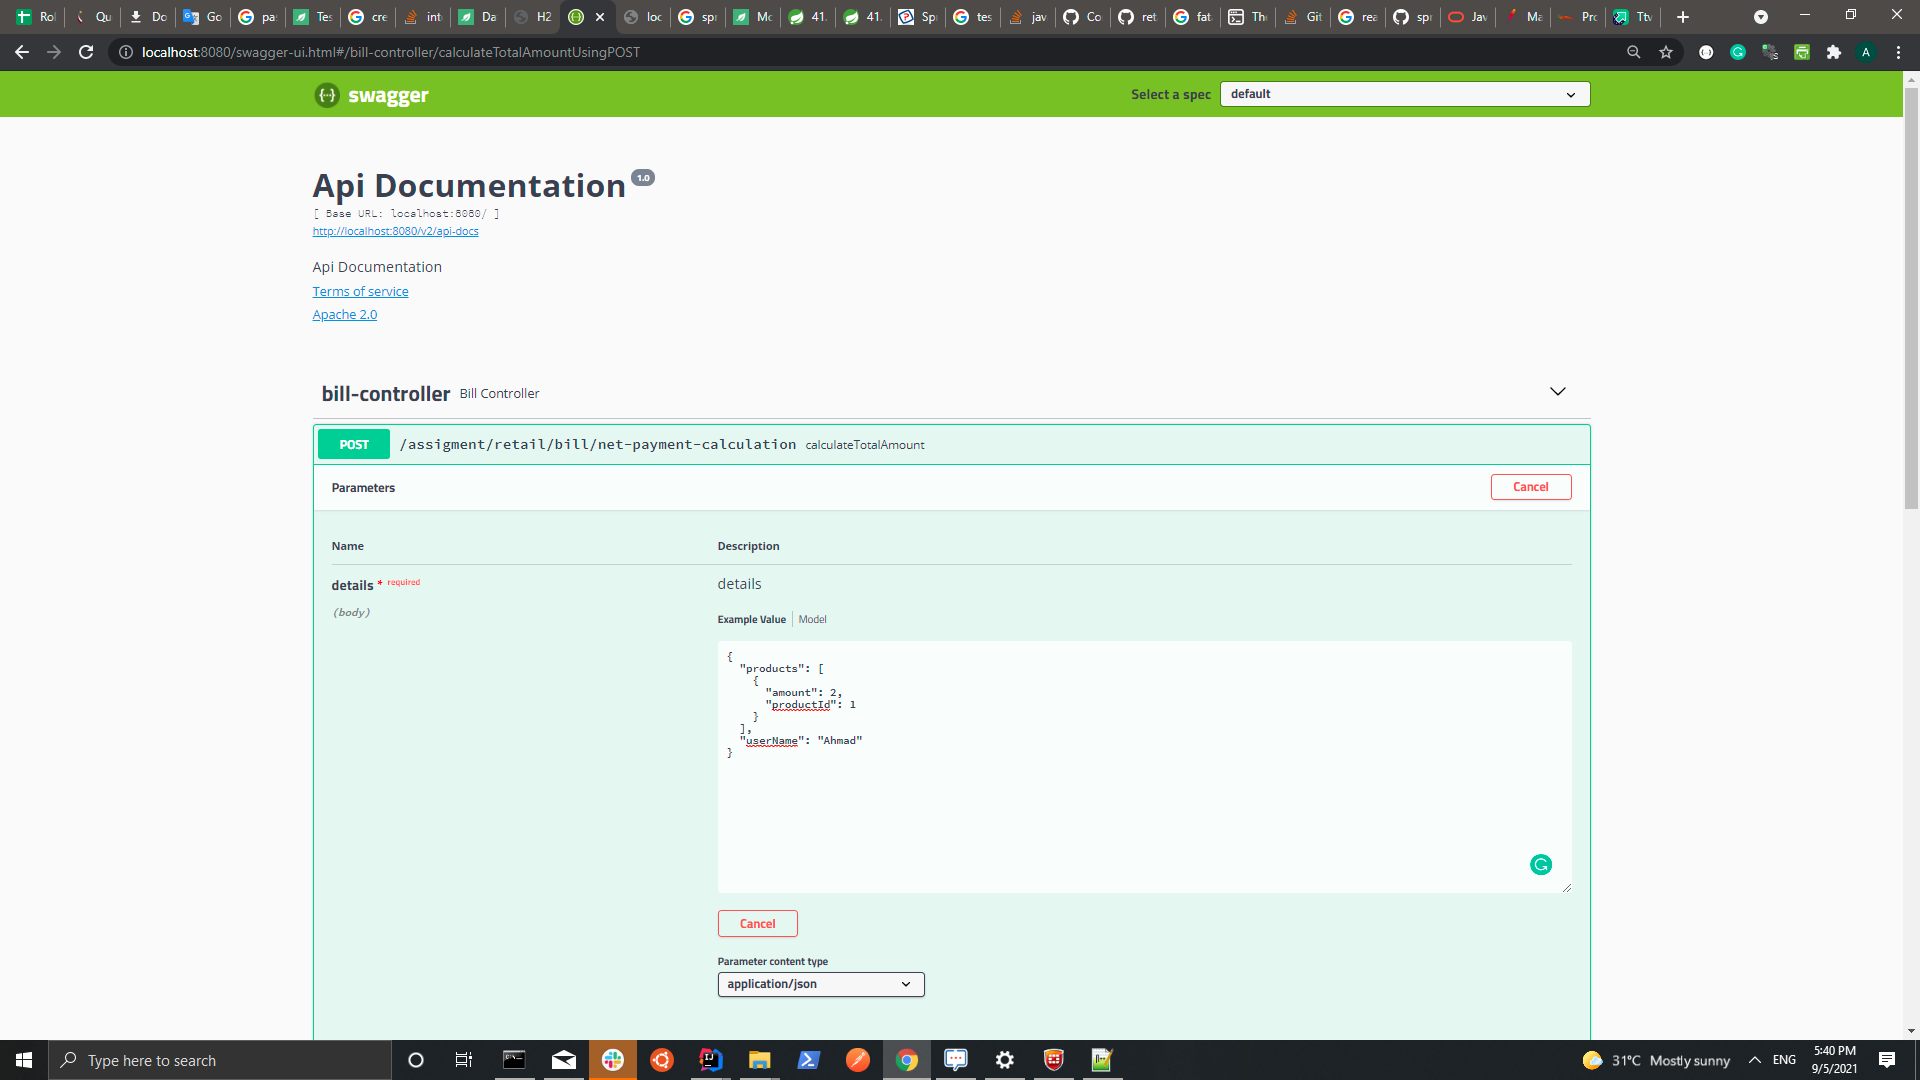 Rol
Qu
Do
Go
pa
Tes
cre
int
Da
H2
loc
sp
Mo
41.
41.
Sp
tes
jav
Co
ret
fat
Th
Git
rea
sp
Jav
Ma
Pro
Ttv
localhost:8080/swagger-ui.html#/bill-controller/calculateTotalAmountUsingPOST
A
{···} swagger
Select a spec
default
Api Documentation 1.0
[ Base URL: localhost:8080/ ]
http://localhost:8080/v2/api-docs
Api Documentation
Terms of service
Apache 2.0
bill-controller Bill Controller
POST /assigment/retail/bill/net-payment-calculation calculateTotalAmount
Parameters
Cancel
Name
Description
details * required
(body)
details
Example Value
Model
{
"products": [
{
"amount": 2,
"productId": 1
}
],
"userName": "Ahmad"
}
Cancel
Parameter content type
application/json
Type here to search
31°C Mostly sunny
ENG
5:40 PM
9/5/2021